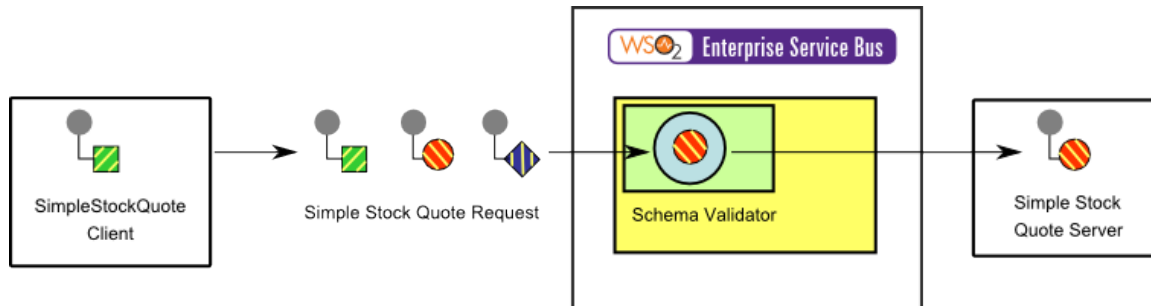 WSO2 Enterprise Service Bus
SimpleStockQuote
Client
Simple Stock Quote Request
Schema Validator
Simple Stock
Quote Server